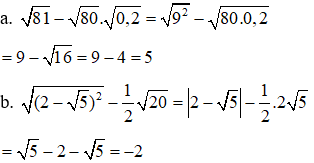 a. √81 − √80.√0,2 = √9² − √80.0,2
= 9 − √16 = 9 − 4 = 5
b. √(2 − √5)² − 1/2 √20 = |2 − √5| − 1/2 .2√5
= √5 − 2 − √5 = −2